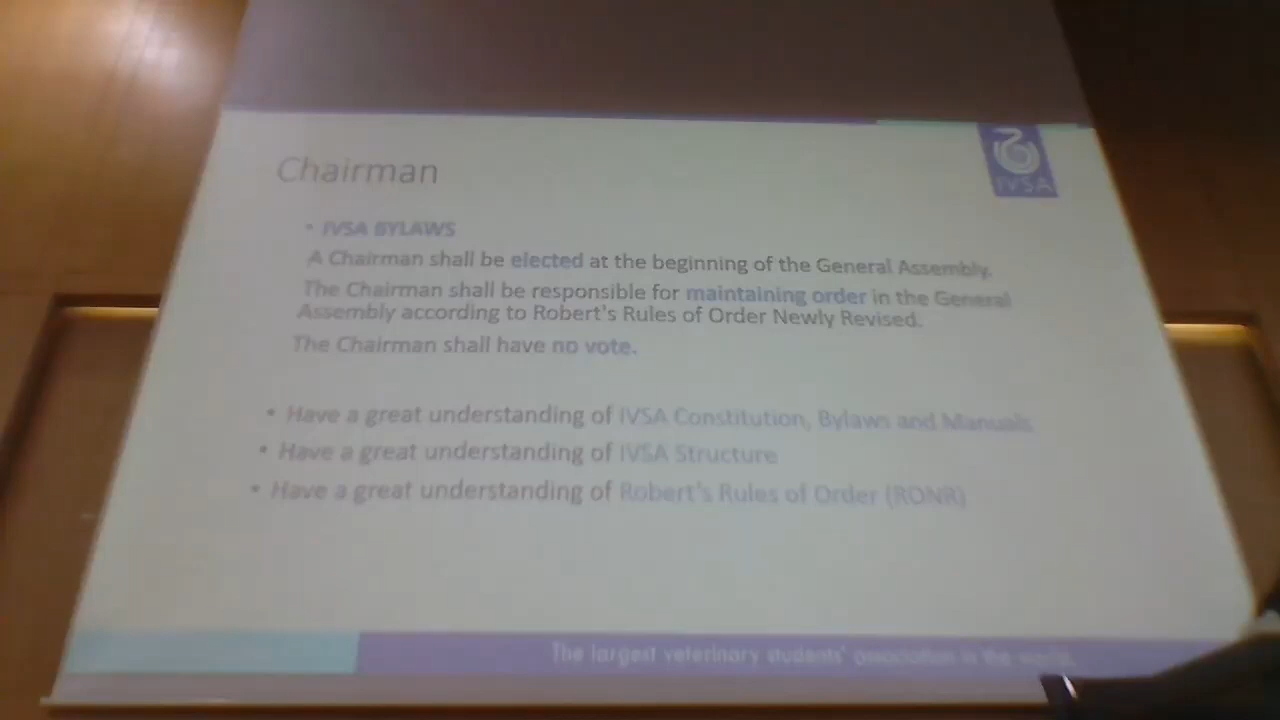 Chairman
IVSA
• IVSA BYLAWS
A Chairman shall be elected at the beginning of the General Assembly.
The Chairman shall be responsible for maintaining order in the General
Assembly according to Robert's Rules of Order Newly Revised.
The Chairman shall have no vote.
• Have a great understanding of IVSA Constitution, Bylaws and Manuals
• Have a great understanding of IVSA Structure
• Have a great understanding of Robert's Rules of Order (RONR)
The largest veterinary students' association in the world.